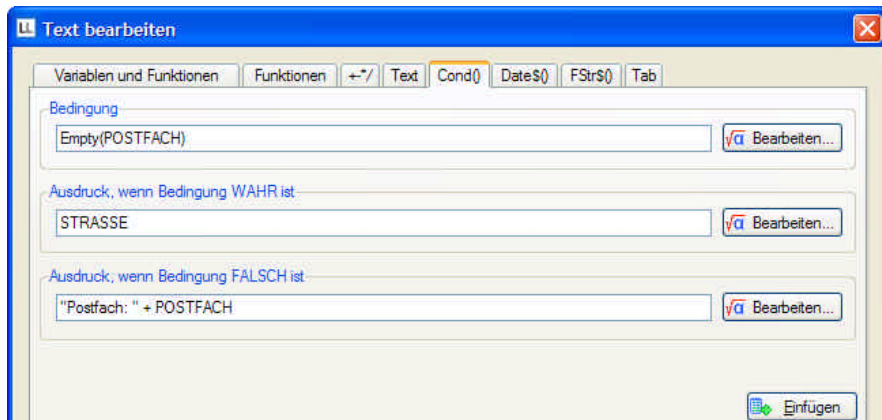 LL Text bearbeiten
Variablen und Funktionen Funktionen +-*/ Text Cond() Date$() FStr$() Tab
Bedingung
Empty(POSTFACH) √α Bearbeiten...
Ausdruck, wenn Bedingung WAHR ist
STRASSE √α Bearbeiten...
Ausdruck, wenn Bedingung FALSCH ist
"Postfach: " + POSTFACH √α Bearbeiten...
Einfügen